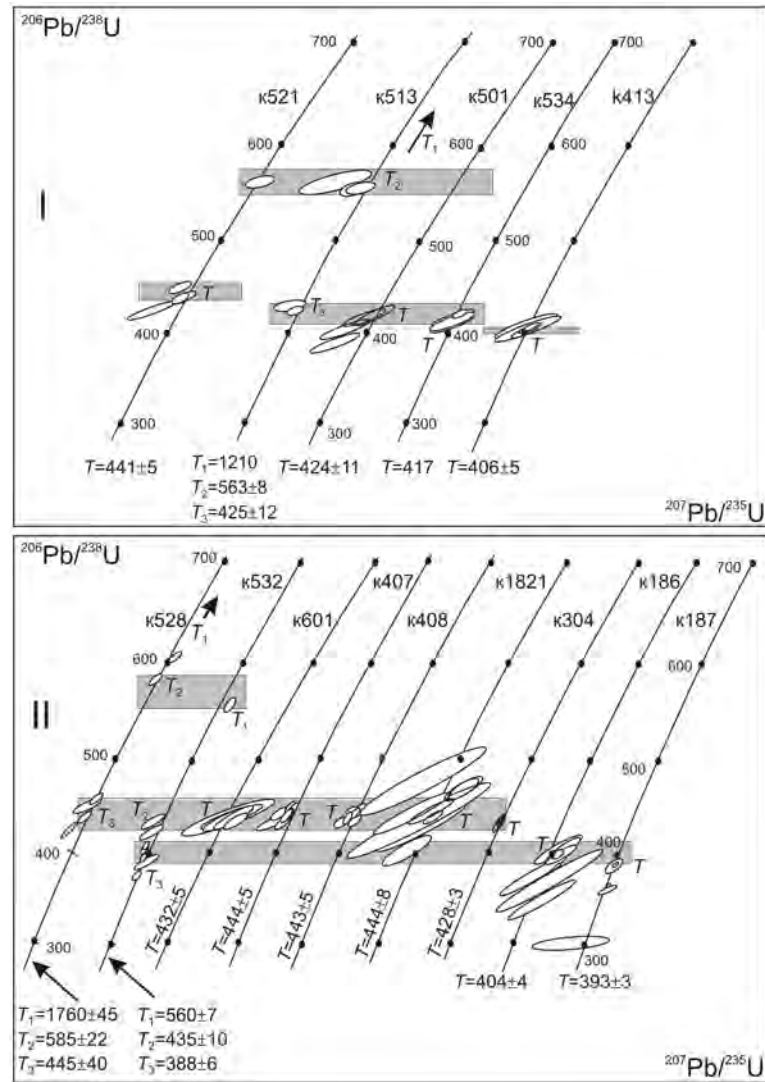 ²⁰⁶Pb/²³⁸U
700 700 700
к521 к513 к501 к534 k413
T₁
600 600 600
T₂
I
500 500 500
T T₃ T
400 400 T 400 T
300 300 300
T=441±5 T₁=1210 T=424±11 T=417 T=406±5
T₂=563±8
T₃=425±12
²⁰⁷Pb/²³⁵U
²⁰⁶Pb/²³⁸U
700 700
к528 к532 к601 к407 к408 к1821 к304 к186 к187
T₁
600 600
T₂
T₁
II
500 500
T₃ T₂ T T T T T
400 400
T₃ T T
300 300
T=432±5 T=444±5 T=443±5 T=444±8 T=428±3
T=404±4 T=393±3
T₁=1760±45 T₁=560±7
T₂=585±22 T₂=435±10
T₃=445±40 T₃=388±6
²⁰⁷Pb/²³⁵U